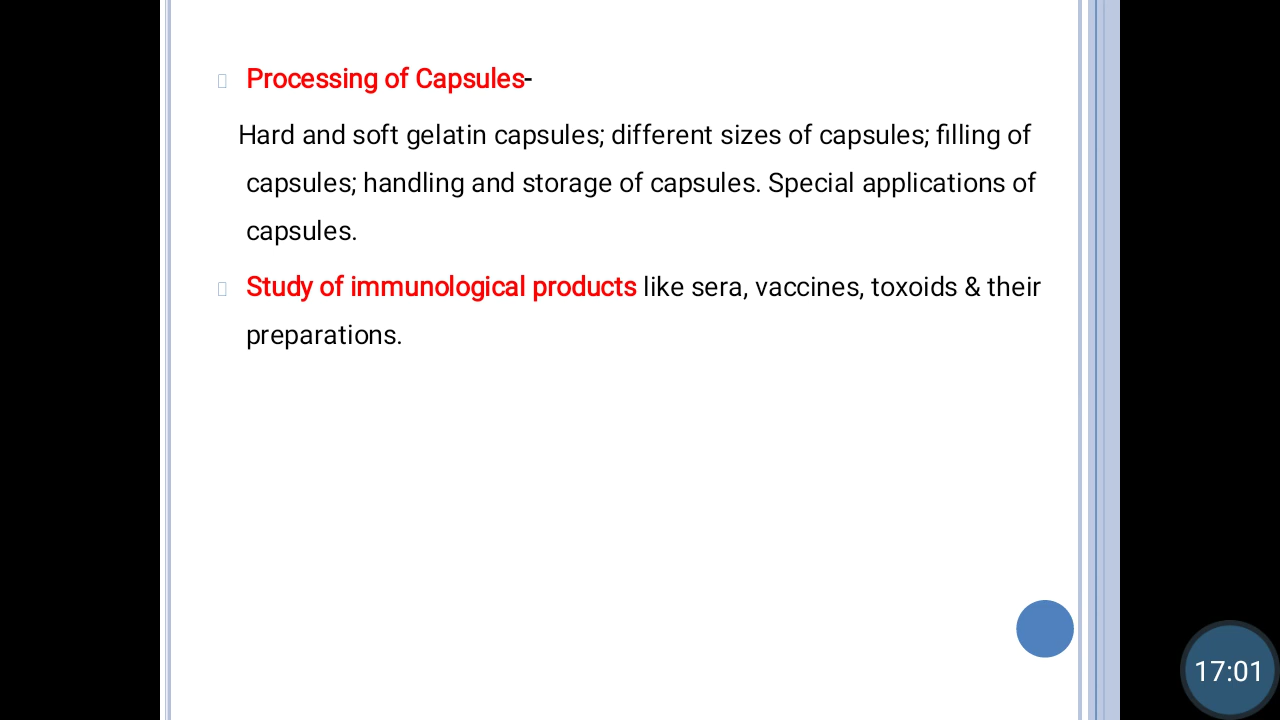 Processing of Capsules-
Hard and soft gelatin capsules; different sizes of capsules; filling of
capsules; handling and storage of capsules. Special applications of
capsules.
Study of immunological products like sera, vaccines, toxoids & their
preparations.
17:01